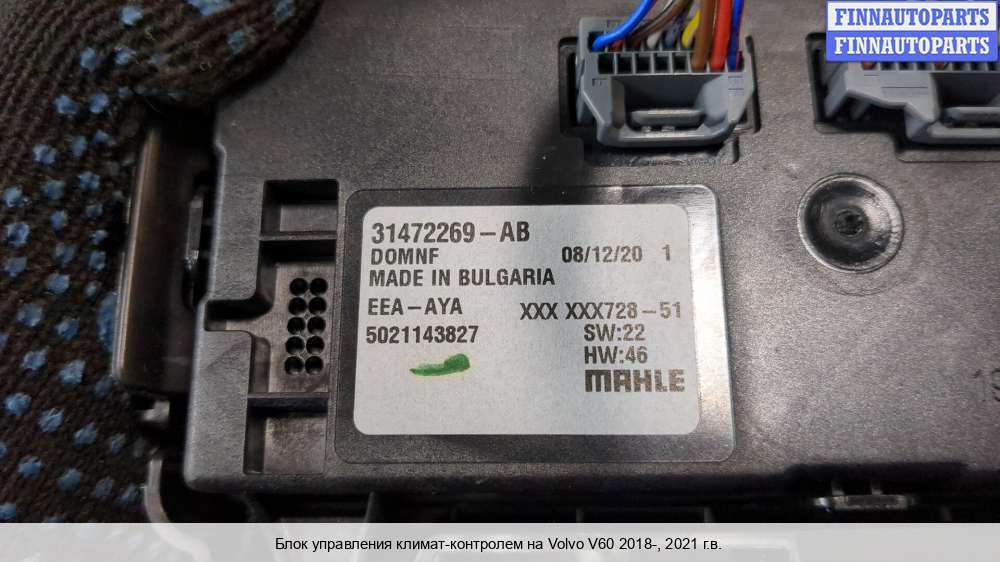 FINNAUTOPARTS
FINNAUTOPARTS
31472269-AB
DOMNF 08/12/20 1
MADE IN BULGARIA
EEA-AYA XXX XXX728-51
5021143827 SW:22
HW:46
MAHLE
Блок управления климат-контролем на Volvo V60 2018-, 2021 г.в.